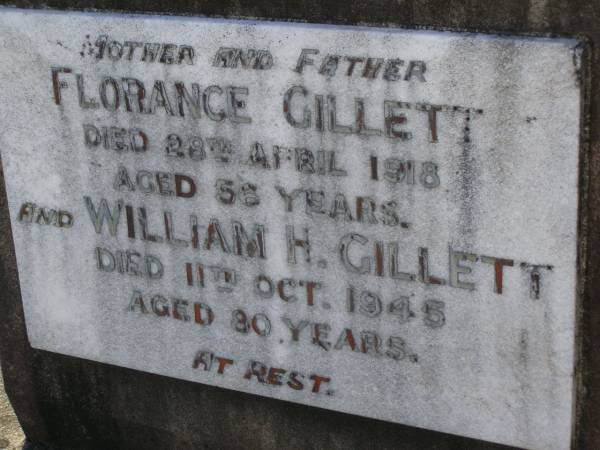 MOTHER AND FATHER
FLORANCE GILLETT
DIED 28TH APRIL 1918
AGED 58 YEARS.
AND WILLIAM H. GILLETT
DIED 11TH OCT. 1945
AGED 80 YEARS.
AT REST.